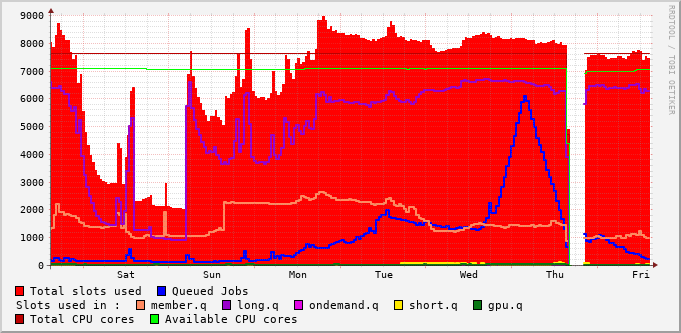 9000
8000
7000
6000
5000
4000
3000
2000
1000
0
Sat Sun Mon Tue Wed Thu Fri
RRDTOOL / TOBI OETIKER
Total slots used Queued Jobs
Slots used in : member.q long.q ondemand.q short.q gpu.q
Total CPU cores Available CPU cores